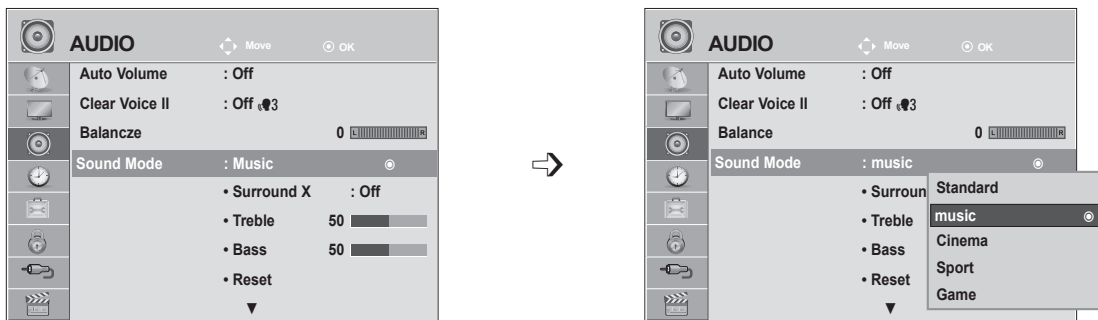 AUDIO
Move
OK
Auto Volume : Off
Clear Voice II : Off 3
Balancze 0 L R
Sound Mode : Music
• Surround X : Off
• Treble 50
• Bass 50
• Reset
▼
AUDIO
Move
OK
Auto Volume : Off
Clear Voice II : Off 3
Balance 0 L R
Sound Mode : music
• Surroun
• Treble
• Bass
• Reset
▼
Standard
music
Cinema
Sport
Game